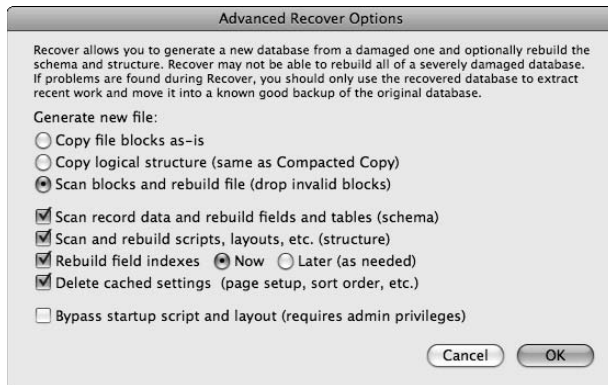 Advanced Recover Options
Recover allows you to generate a new database from a damaged one and optionally rebuild the
schema and structure. Recover may not be able to rebuild all of a severely damaged database.
If problems are found during Recover, you should only use the recovered database to extract
recent work and move it into a known good backup of the original database.
Generate new file:
Copy file blocks as-is
Copy logical structure (same as Compacted Copy)
Scan blocks and rebuild file (drop invalid blocks)
Scan record data and rebuild fields and tables (schema)
Scan and rebuild scripts, layouts, etc. (structure)
Rebuild field indexes Now Later (as needed)
Delete cached settings (page setup, sort order, etc.)
Bypass startup script and layout (requires admin privileges)
Cancel OK